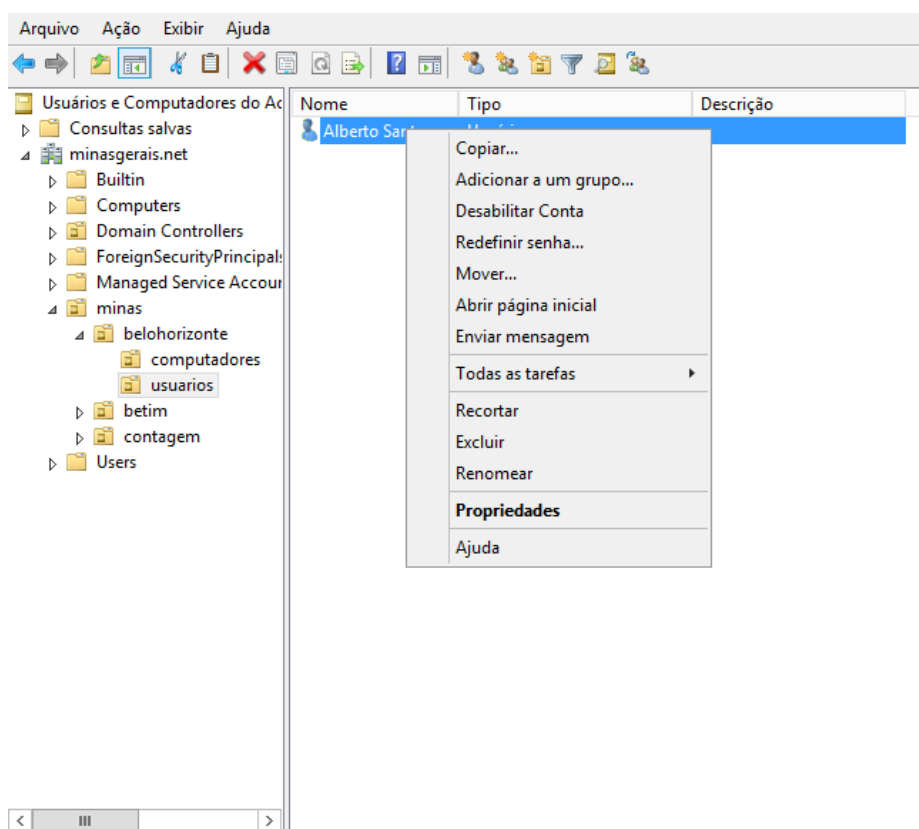 Arquivo Ação Exibir Ajuda
Usuários e Computadores do Ac
Consultas salvas
minasgerais.net
Builtin
Computers
Domain Controllers
ForeignSecurityPrincipals
Managed Service Accour
minas
belohorizonte
computadores
usuarios
betim
contagem
Users
Nome Tipo Descrição
Alberto
Copiar...
Adicionar a um grupo...
Desabilitar Conta
Redefinir senha...
Mover...
Abrir página inicial
Enviar mensagem
Todas as tarefas
Recortar
Excluir
Renomear
Propriedades
Ajuda